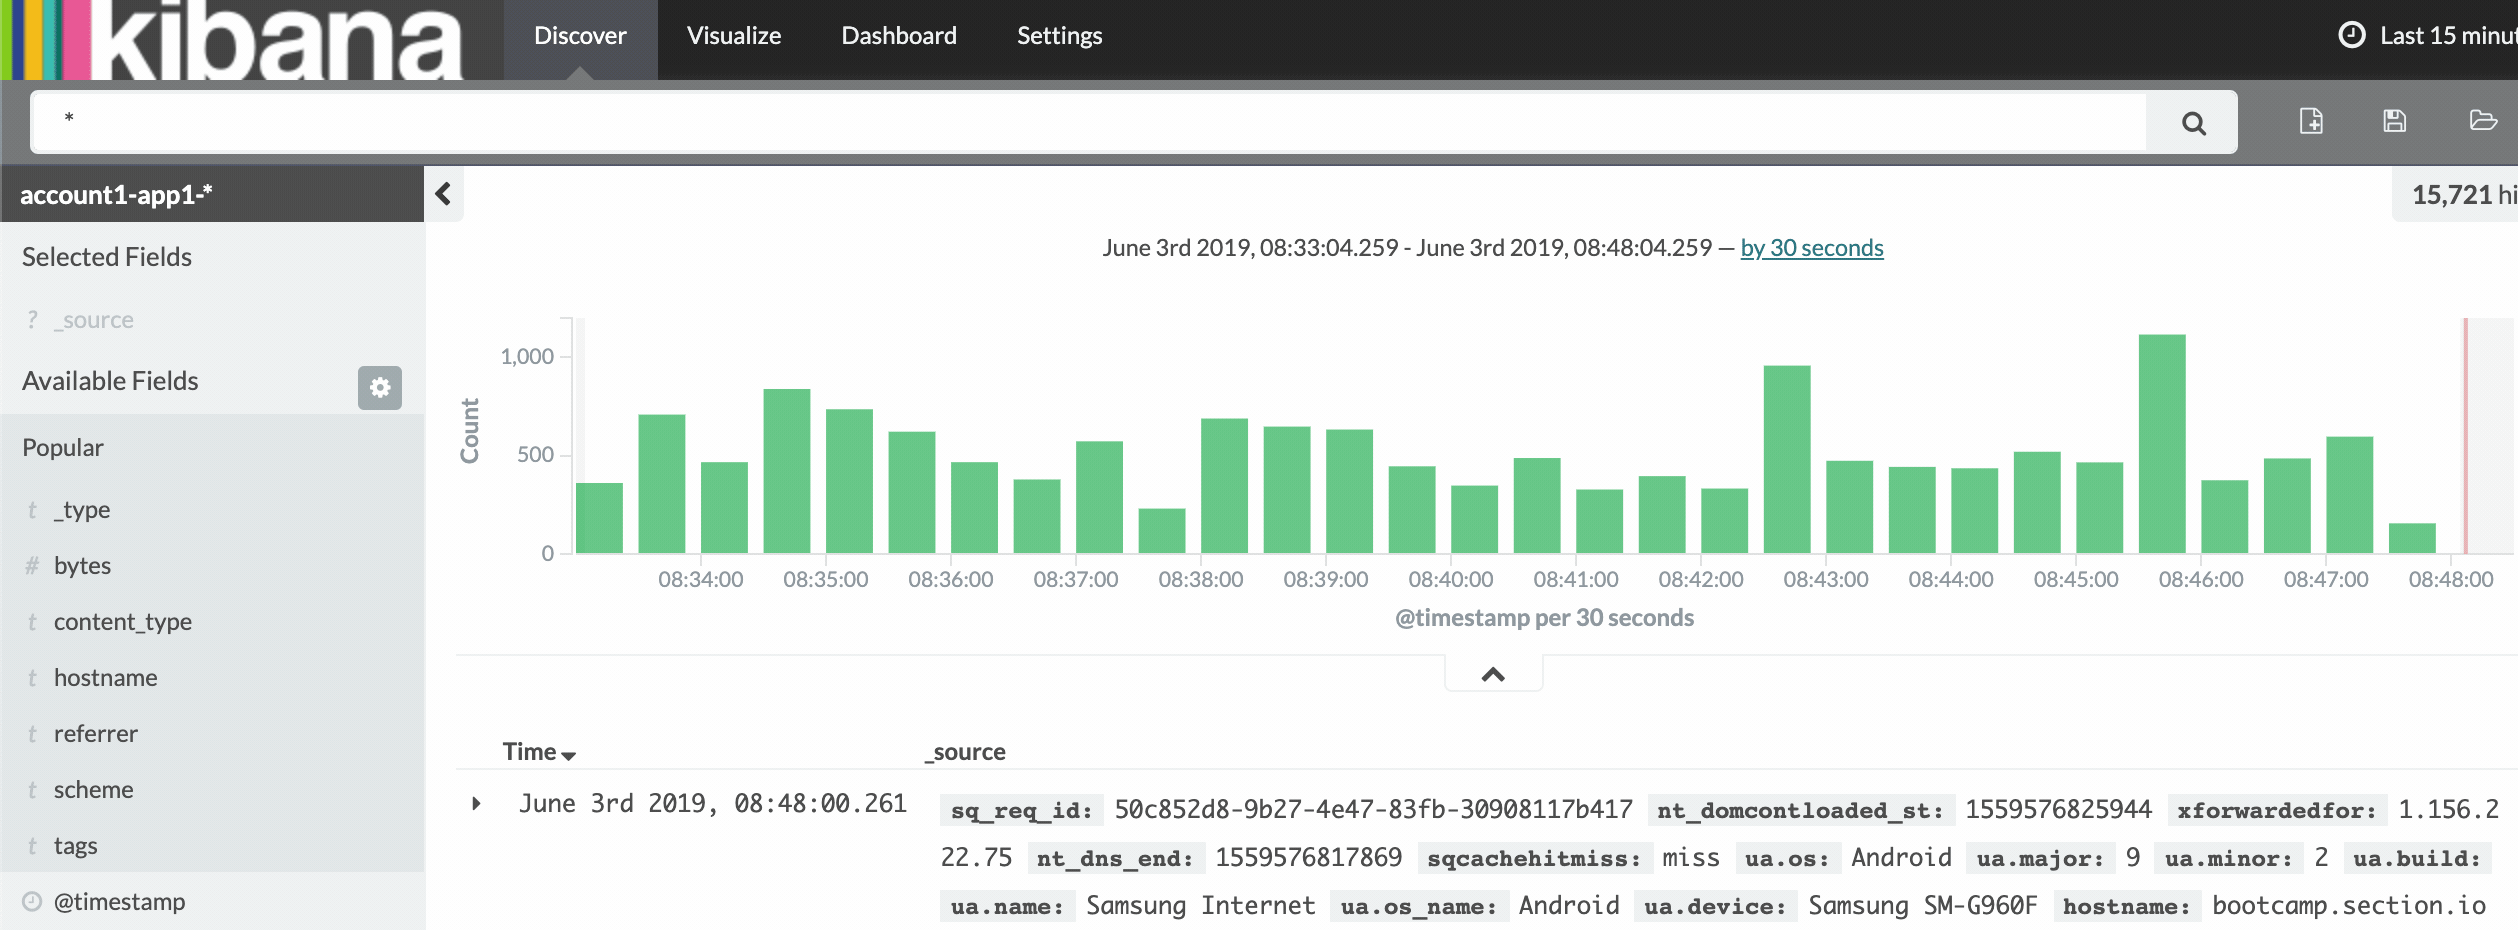 kibana Discover Visualize Dashboard Settings Last 15 minut
*
account1-app1-*
15,721 hi
Selected Fields
? _source
Available Fields
Popular
t _type
# bytes
t content_type
t hostname
t referrer
t scheme
t tags
@timestamp
June 3rd 2019, 08:33:04.259 - June 3rd 2019, 08:48:04.259 — by 30 seconds
Count
1,000
500
0
08:34:00 08:35:00 08:36:00 08:37:00 08:38:00 08:39:00 08:40:00 08:41:00 08:42:00 08:43:00 08:44:00 08:45:00 08:46:00 08:47:00 08:48:00
@timestamp per 30 seconds
Time _source
June 3rd 2019, 08:48:00.261 sq_req_id: 50c852d8-9b27-4e47-83fb-30908117b417 nt_domcontloaded_st: 1559576825944 xforwardedfor: 1.156.2
22.75 nt_dns_end: 1559576817869 sqcachehitmiss: miss ua.os: Android ua.major: 9 ua.minor: 2 ua.build:
ua.name: Samsung Internet ua.os_name: Android ua.device: Samsung SM-G960F hostname: bootcamp.section.io